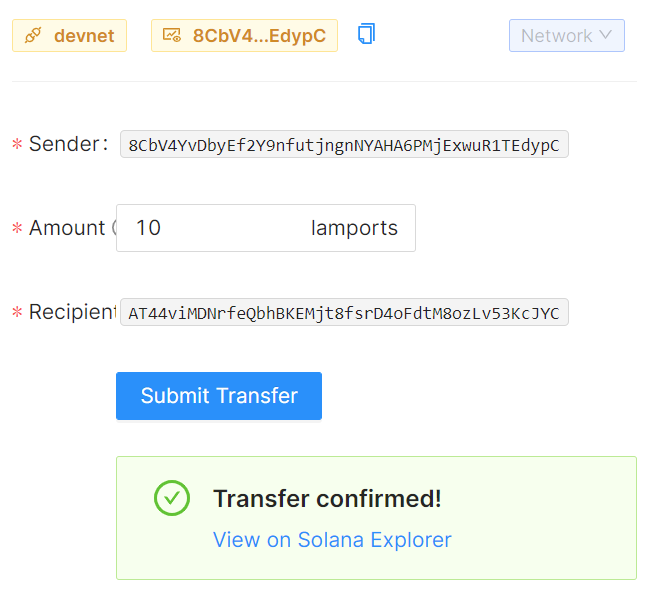 devnet 8CbV4...EdypC Network
* Sender: 8CbV4YvDbyEf2Y9nfutjngnNYAHA6PMjExwuR1TEdypC
* Amount 10 lamports
* Recipient AT44viMDNrfeQbhBKEMjt8fsrD4oFdtM8ozLv53KcJYC
Submit Transfer
Transfer confirmed!
View on Solana Explorer